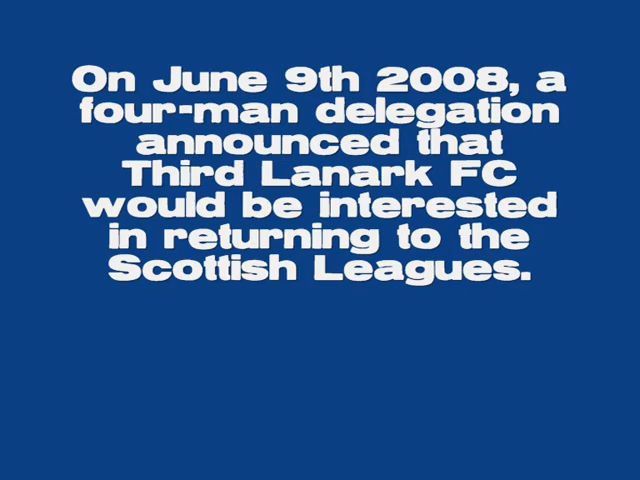 On June 9th 2008, a
four-man delegation
announced that
Third Lanark FC
would be interested
in returning to the
Scottish Leagues.